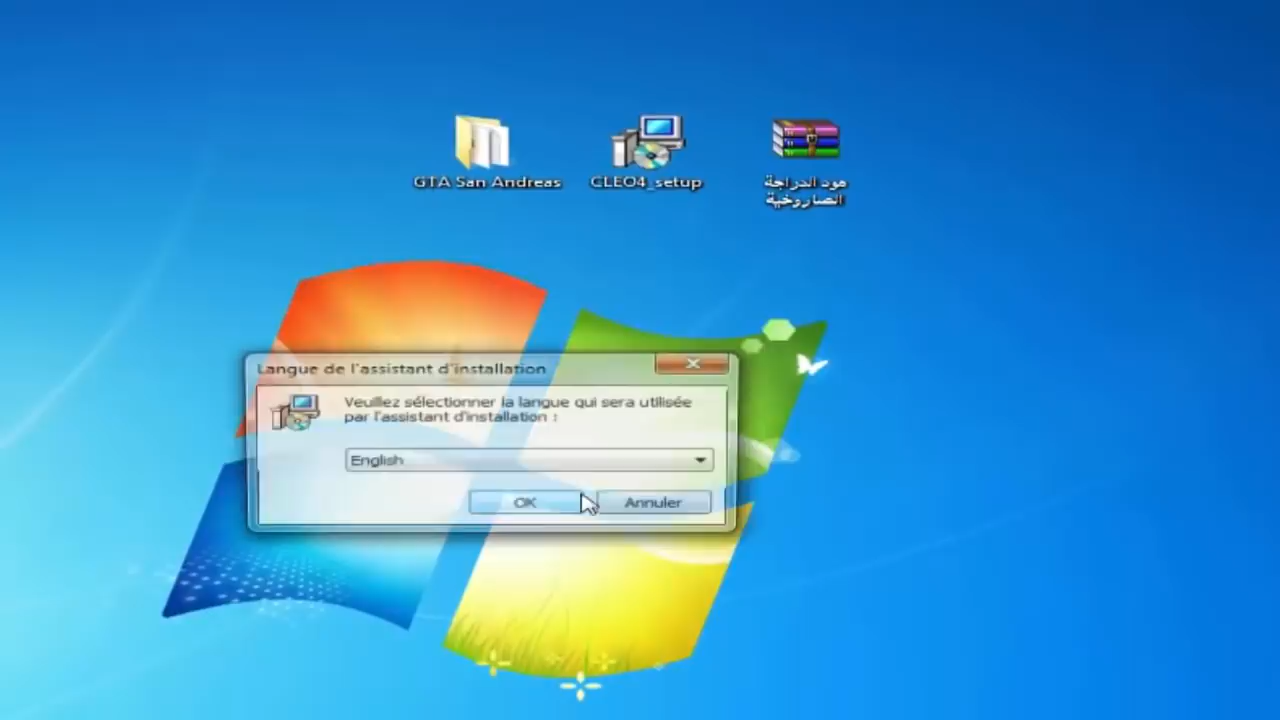 GTA San Andreas
CLEO4_setup
هود الدراجة
الصاروخية
Langue de l'assistant d'installation
Veuillez sélectionner la langue qui sera utilisée
par l'assistant d'installation :
English
OK
Annuler